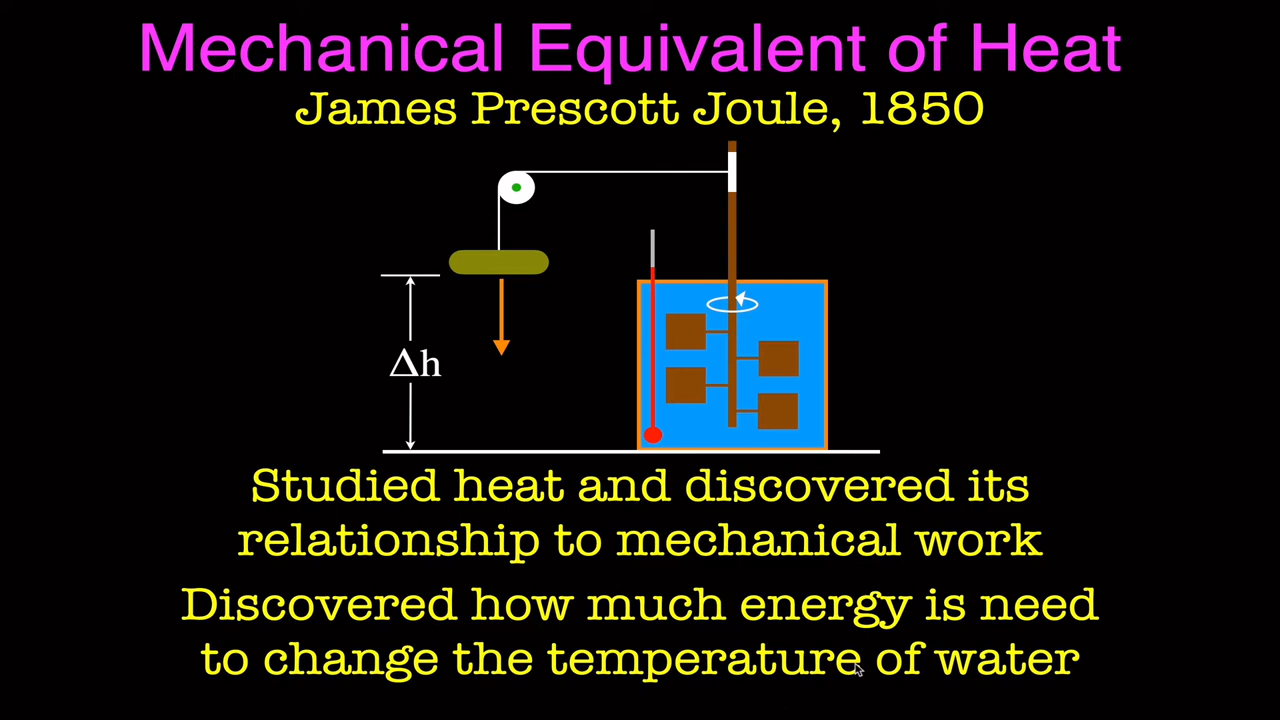 Mechanical Equivalent of Heat
James Prescott Joule, 1850
Δh
Studied heat and discovered its
relationship to mechanical work
Discovered how much energy is need
to change the temperature of water